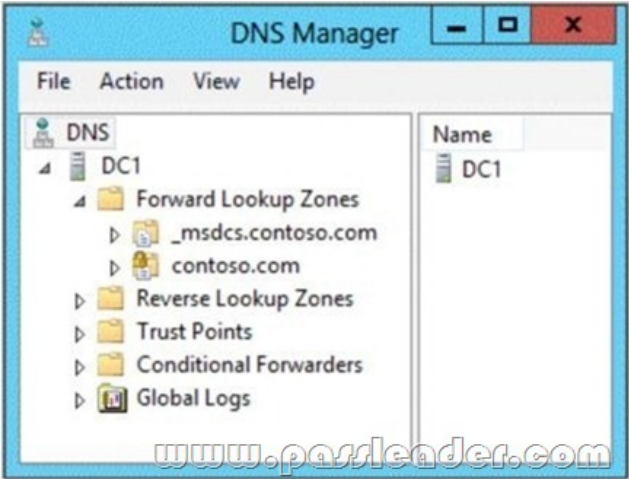 DNS Manager
File Action View Help
DNS
DC1
Forward Lookup Zones
_msdcs.contoso.com
contoso.com
Reverse Lookup Zones
Trust Points
Conditional Forwarders
Global Logs
Name
DC1
www.passleader.com